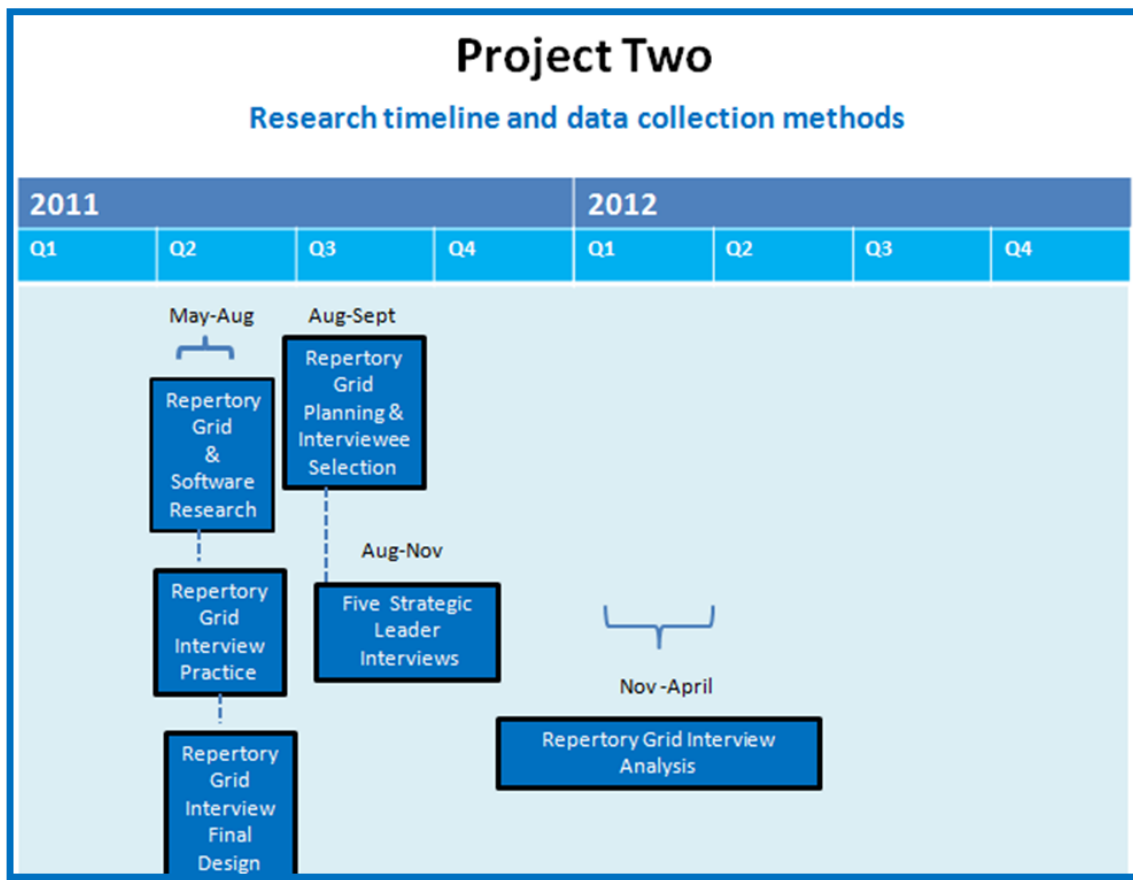 Project Two
Research timeline and data collection methods
2011
2012
Q1
Q2
Q3
Q4
Q1
Q2
Q3
Q4
May-Aug
Repertory
Grid
&
Software
Research
Repertory
Grid
Interview
Practice
Repertory
Grid
Interview
Final
Design
Aug-Sept
Repertory
Grid
Planning &
Interviewee
Selection
Aug-Nov
Five Strategic
Leader
Interviews
Nov -April
Repertory Grid Interview
Analysis